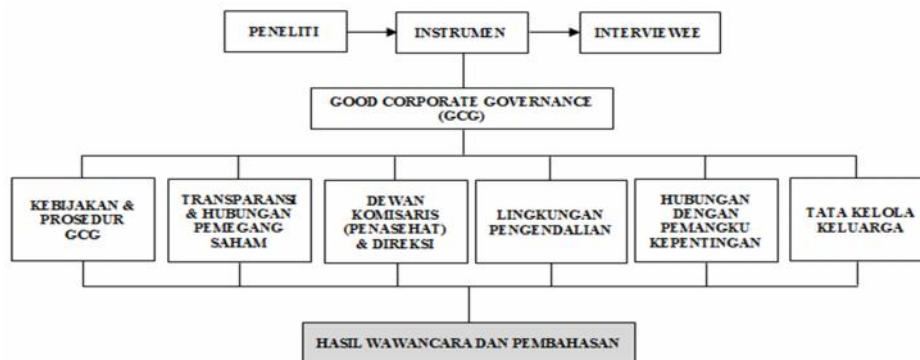 PENELITI
INSTRUMEN
INTERVIEWEE
GOOD CORPORATE GOVERNANCE
(GCG)
KEBIJAKAN &
PROSEDUR
GCG
TRANSPARANSI
& HUBUNGAN
PEMEGANG
SAHAM
DEWAN
KOMISARIS
(PENASEHAT)
& DIREKSI
LINGKUNGAN
PENGENDALIAN
HUBUNGAN
DENGAN
PEMANGKU
KEPENTINGAN
TATA KELOLA
KELUARGA
HASIL WAWANCARA DAN PEMBAHASAN